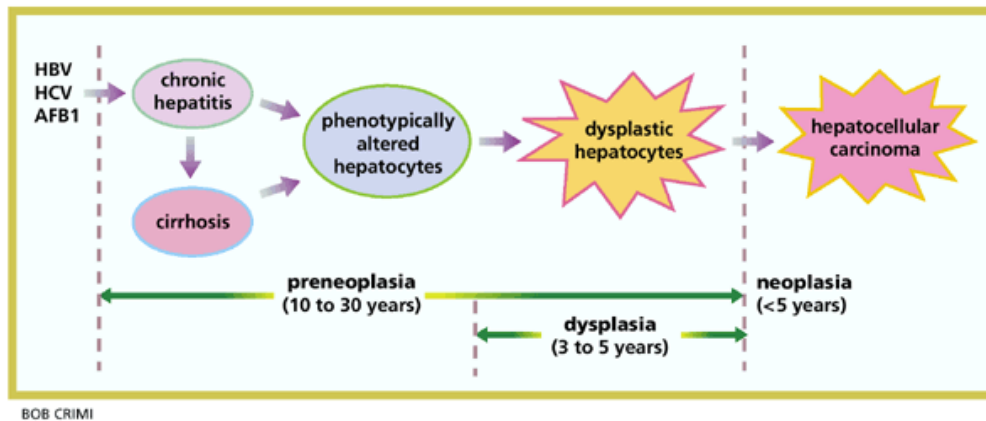 HBV
HCV
AFB1
chronic
hepatitis
cirrhosis
phenotypically
altered
hepatocytes
dysplastic
hepatocytes
hepatocellular
carcinoma
preneoplasia
(10 to 30 years)
neoplasia
(<5 years)
dysplasia
(3 to 5 years)
BOB CRIMI